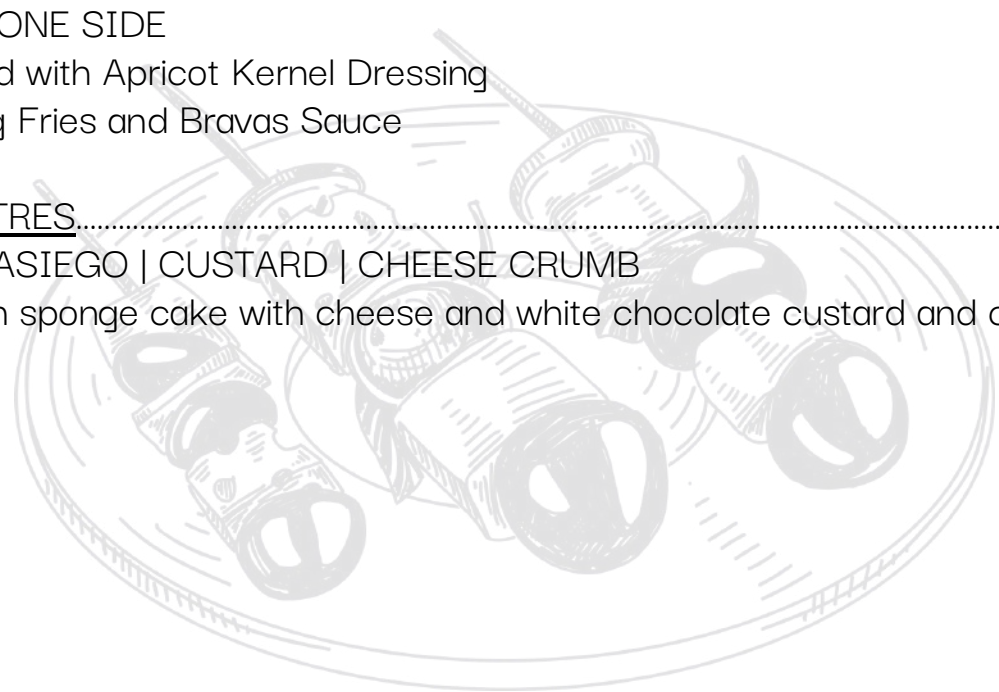 ONE SIDE
d with Apricot Kernel Dressing
g Fries and Bravas Sauce
TRES................................................................................
ASIEGO | CUSTARD | CHEESE CRUMB
n sponge cake with cheese and white chocolate custard and c